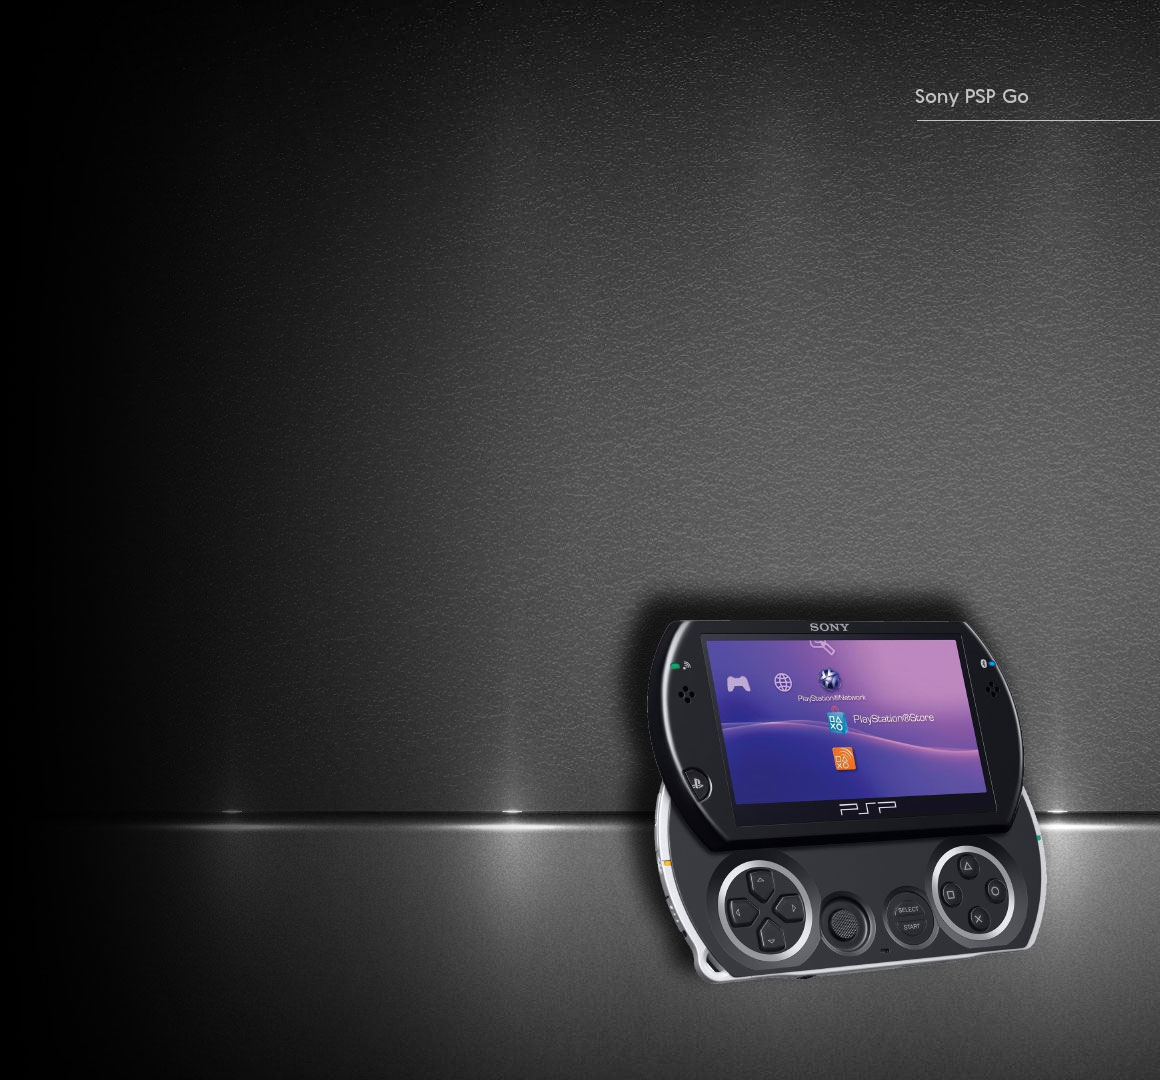 Sony PSP Go
SONY
PlayStation®Network
PlayStation®Store
PSP
SELECT
START